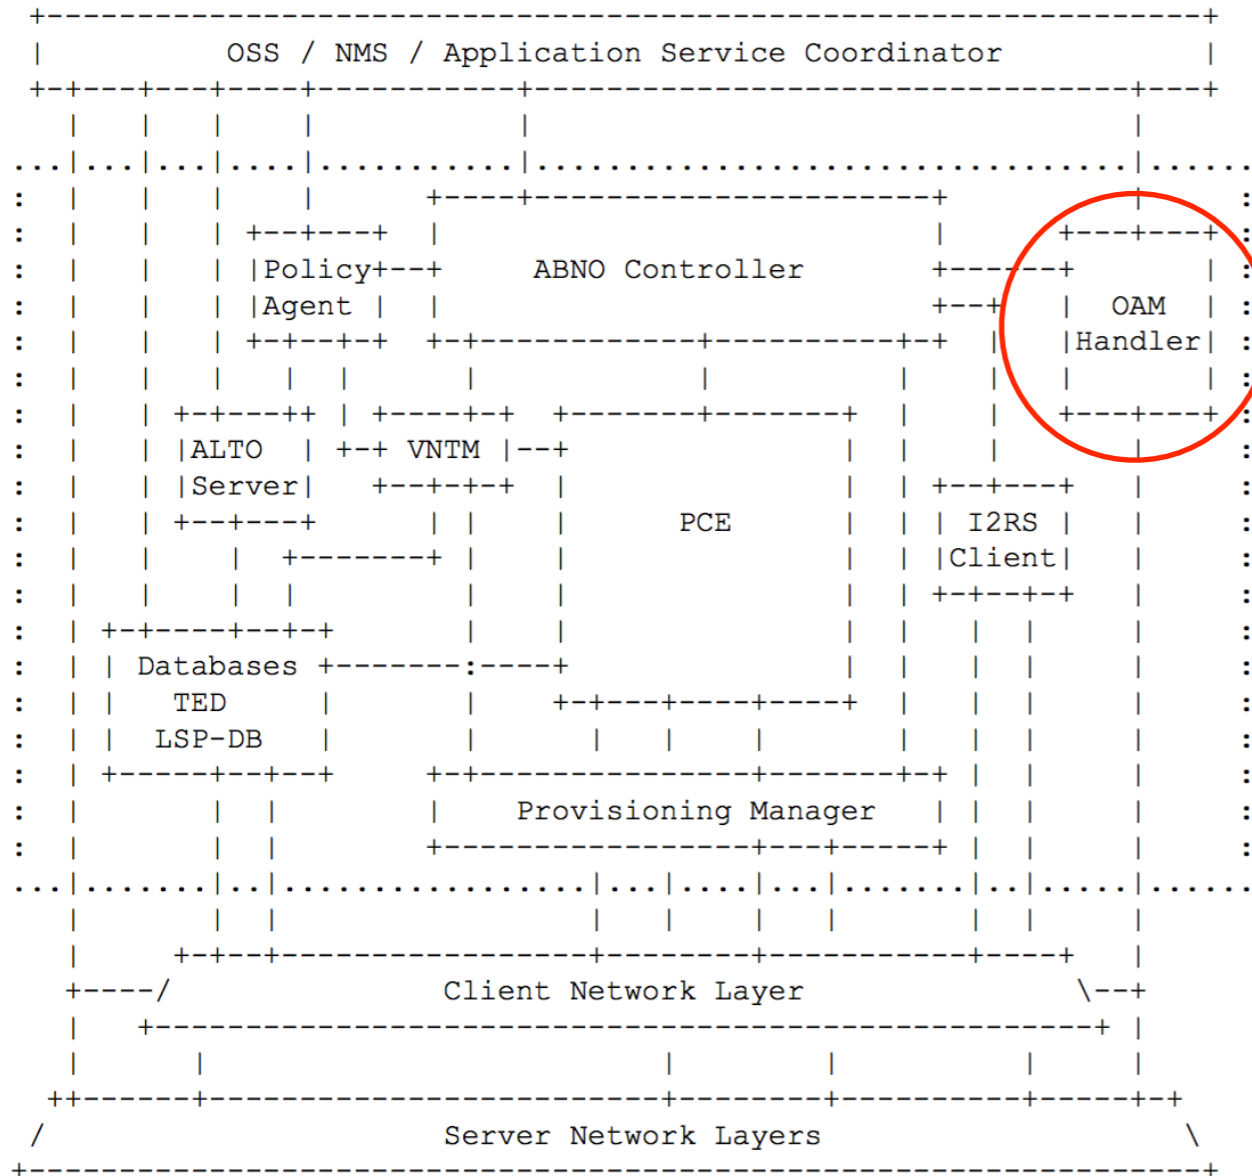 OSS / NMS / Application Service Coordinator
Policy
Agent
ABNO Controller
OAM
Handler
ALTO
Server
VNTM
PCE
I2RS
Client
Databases
TED
LSP-DB
Provisioning Manager
Client Network Layer
Server Network Layers